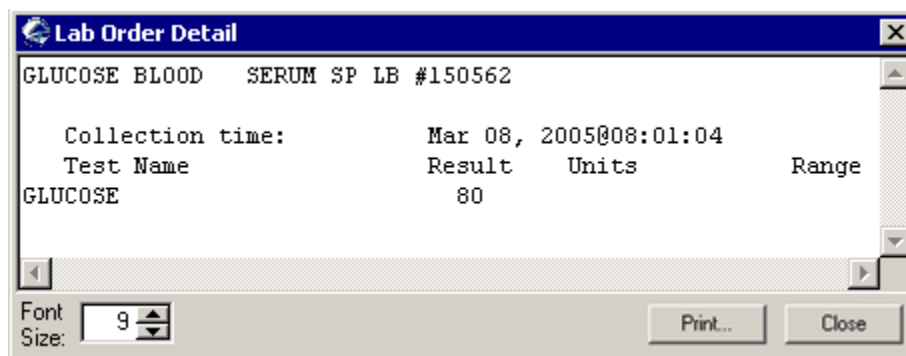 Lab Order Detail
GLUCOSE BLOOD SERUM SP LB #150562
Collection time: Mar 08, 2005@08:01:04
Test Name Result Units Range
GLUCOSE 80
Font Size: 9 Print... Close